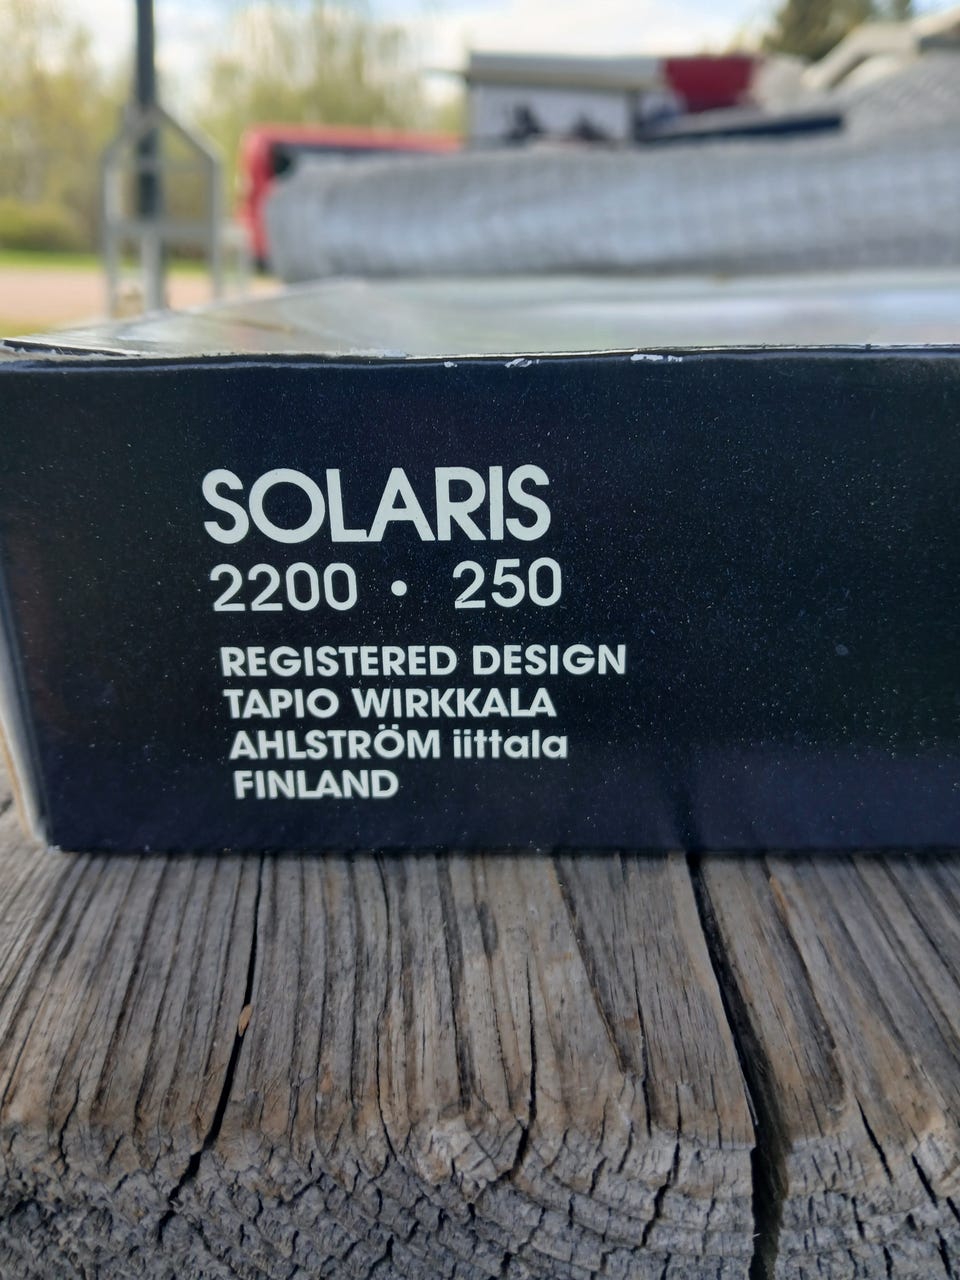 SOLARIS
2200 • 250
REGISTERED DESIGN
TAPIO WIRKKALA
AHLSTRÖM iittala
FINLAND